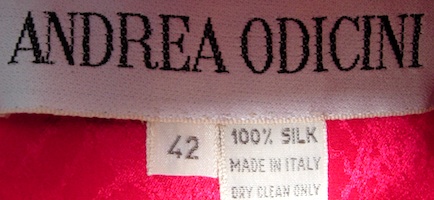 ANDREA ODICINI
42
100% SILK
MADE IN ITALY
DRY CLEAN ONLY